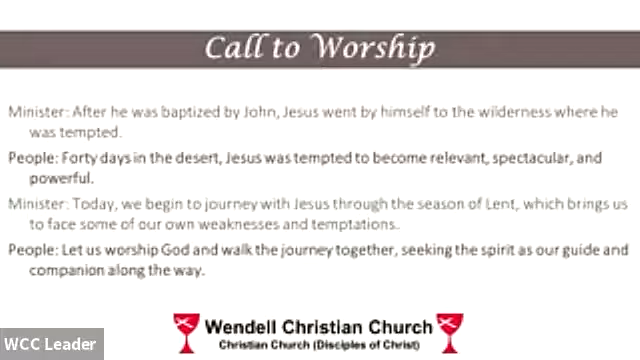 Call to Worship
Minister: After he was baptized by John, Jesus went by himself to the wilderness where he
was tempted.
People: Forty days in the desert, Jesus was tempted to become relevant, spectacular, and
powerful.
Minister: Today, we begin to journey with Jesus through the season of Lent, which brings us
to face some of our own weaknesses and temptations.
People: Let us worship God and walk the journey together, seeking the spirit as our guide and
companion along the way.
Wendell Christian Church
Christian Church (Disciples of Christ)
WCC Leader